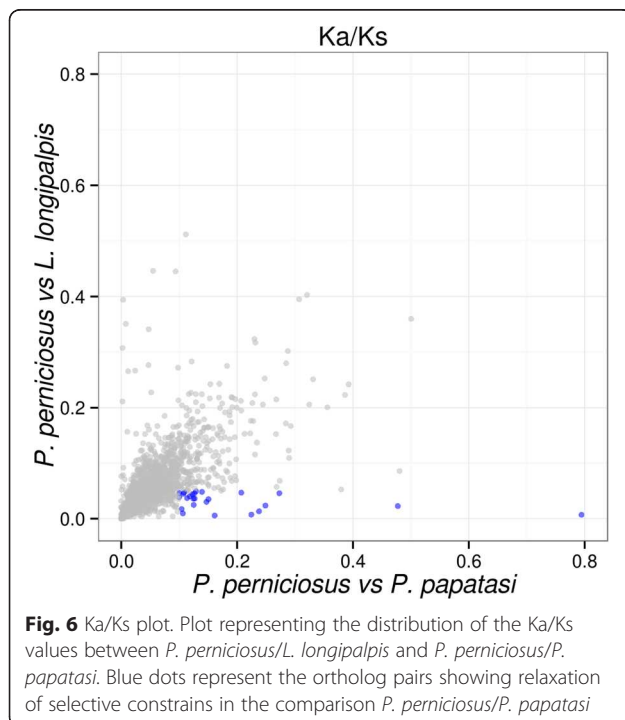 Ka/Ks
0.8
0.6
0.4
0.2
0.0
P. perniciosus vs L. longipalpis
0.0 0.2 0.4 0.6 0.8
P. perniciosus vs P. papatasi
Fig. 6 Ka/Ks plot. Plot representing the distribution of the Ka/Ks
values between P. perniciosus/L. longipalpis and P. perniciosus/P.
papatasi. Blue dots represent the ortholog pairs showing relaxation
of selective constrains in the comparison P. perniciosus/P. papatasi